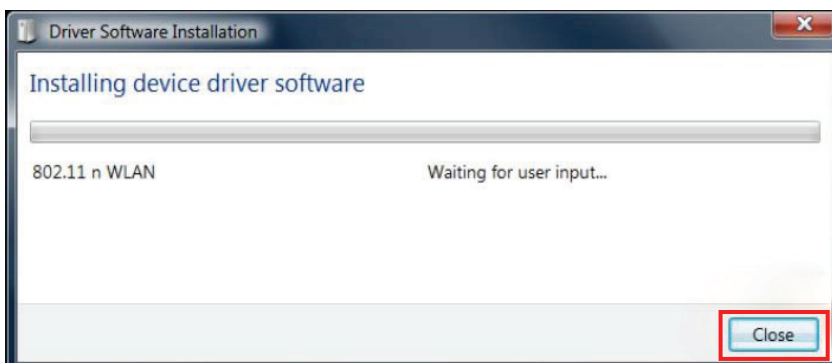 Driver Software Installation
Installing device driver software
802.11 n WLAN Waiting for user input...
Close